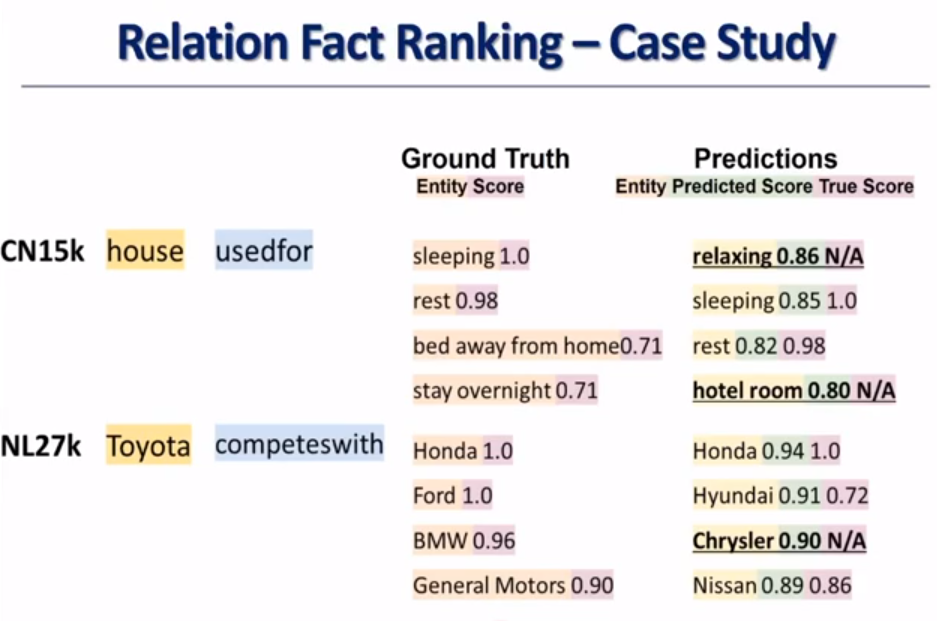 Relation Fact Ranking – Case Study
Ground Truth Predictions
Entity Score Entity Predicted Score True Score
CN15k house usedfor sleeping 1.0 relaxing 0.86 N/A
rest 0.98 sleeping 0.85 1.0
bed away from home0.71 rest 0.82 0.98
stay overnight 0.71 hotel room 0.80 N/A
NL27k Toyota competeswith Honda 1.0 Honda 0.94 1.0
Ford 1.0 Hyundai 0.91 0.72
BMW 0.96 Chrysler 0.90 N/A
General Motors 0.90 Nissan 0.89 0.86